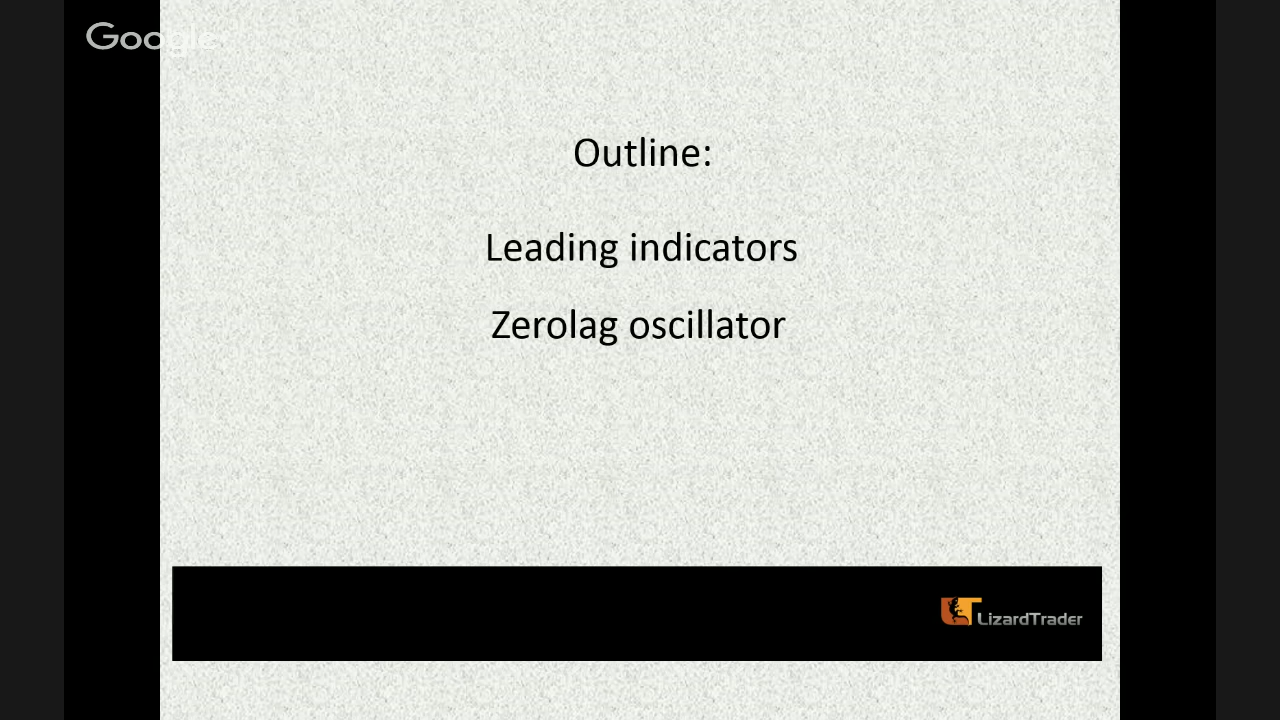 Google
Outline:
Leading indicators
Zerolag oscillator
LizardTrader